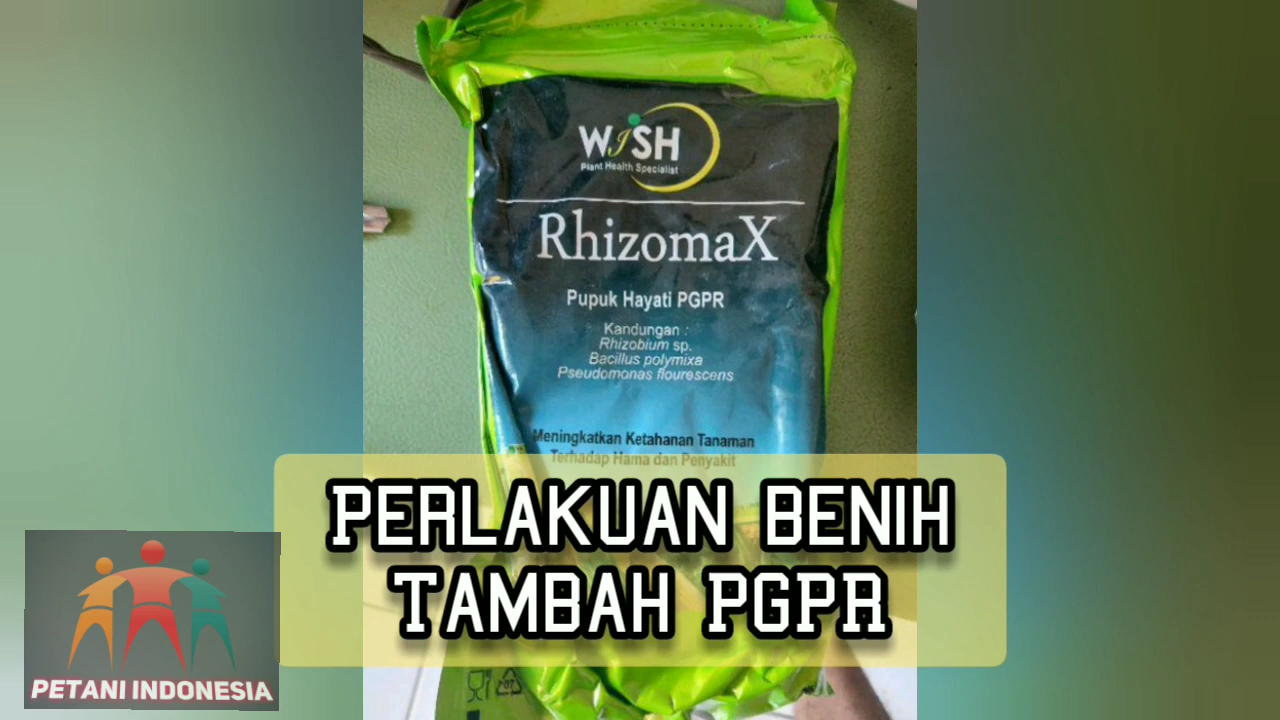 WISH
Plant Health Specialist
RhizomaX
Pupuk Hayati PGPR
Kandungan :
Rhizobium sp.
Bacillus polymixa
Pseudomonas flourescens
Meningkatkan Ketahanan Tanaman
Terhadap Hama dan Penyakit
PERLAKUAN BENIH
TAMBAH PGPR
PETANI INDONESIA